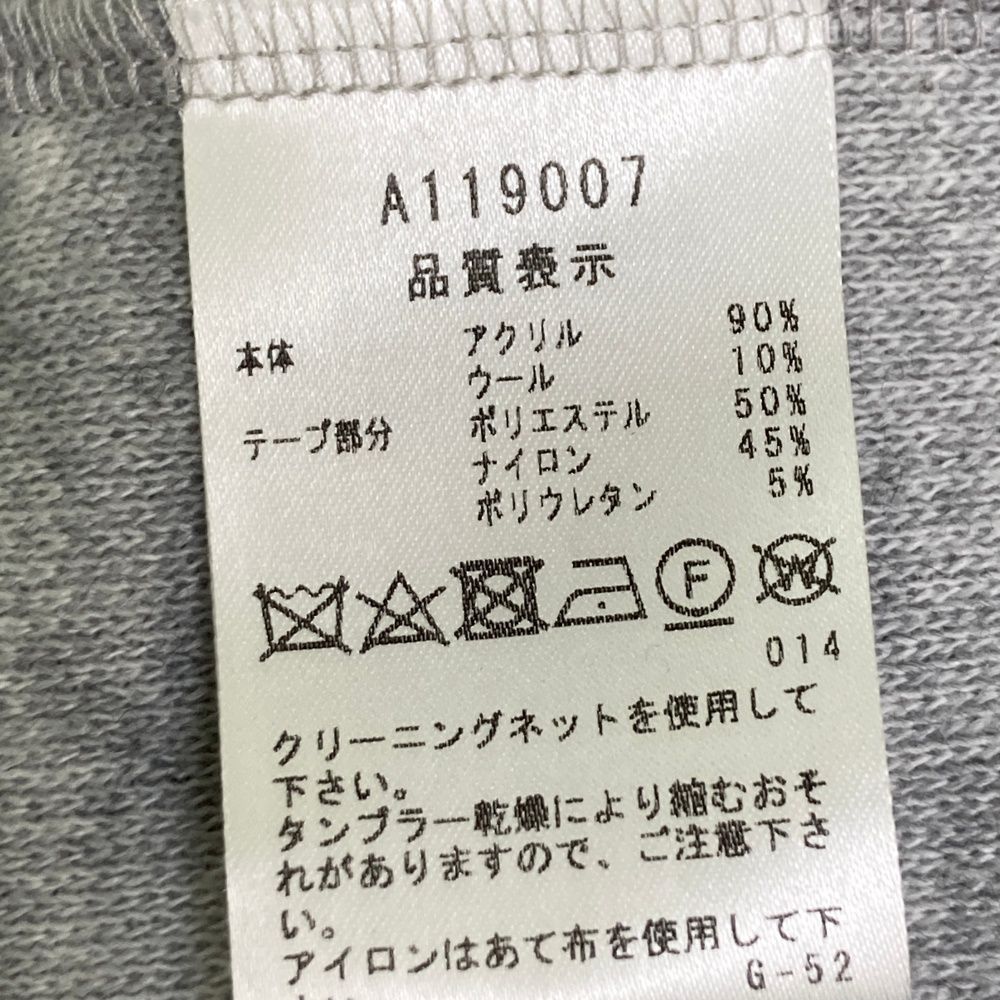 A119007
品質表示
本体 アクリル 90%
ウール 10%
テープ部分 ポリエステル 50%
ナイロン 45%
ポリウレタン 5%
F W
014
クリーニングネットを使用して
下さい。
タンブラー乾燥により縮むおそ
れがありますので、ご注意下さ
い。
アイロンはあて布を使用して下
G-52